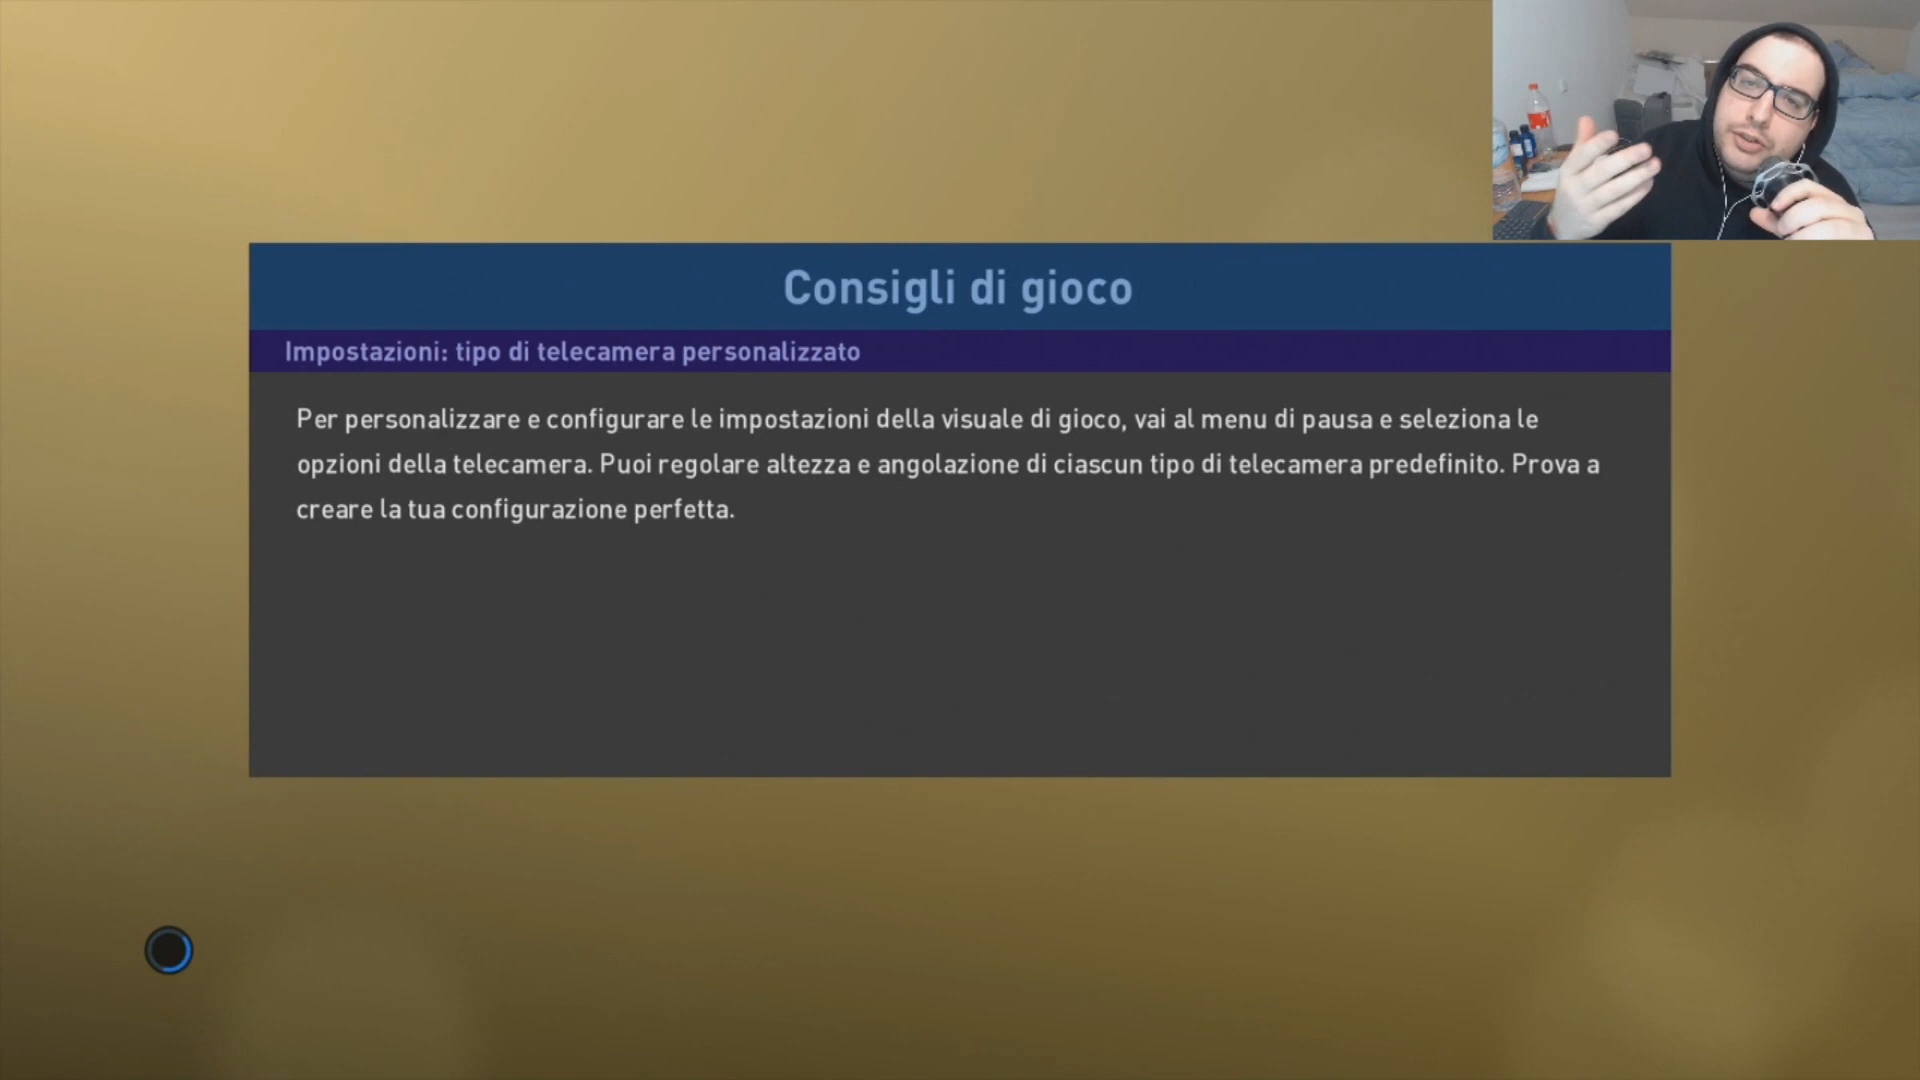 Consigli di gioco
Impostazioni: tipo di telecamera personalizzato
Per personalizzare e configurare le impostazioni della visuale di gioco, vai al menu di pausa e seleziona le
opzioni della telecamera. Puoi regolare altezza e angolazione di ciascun tipo di telecamera predefinito. Prova a
creare la tua configurazione perfetta.